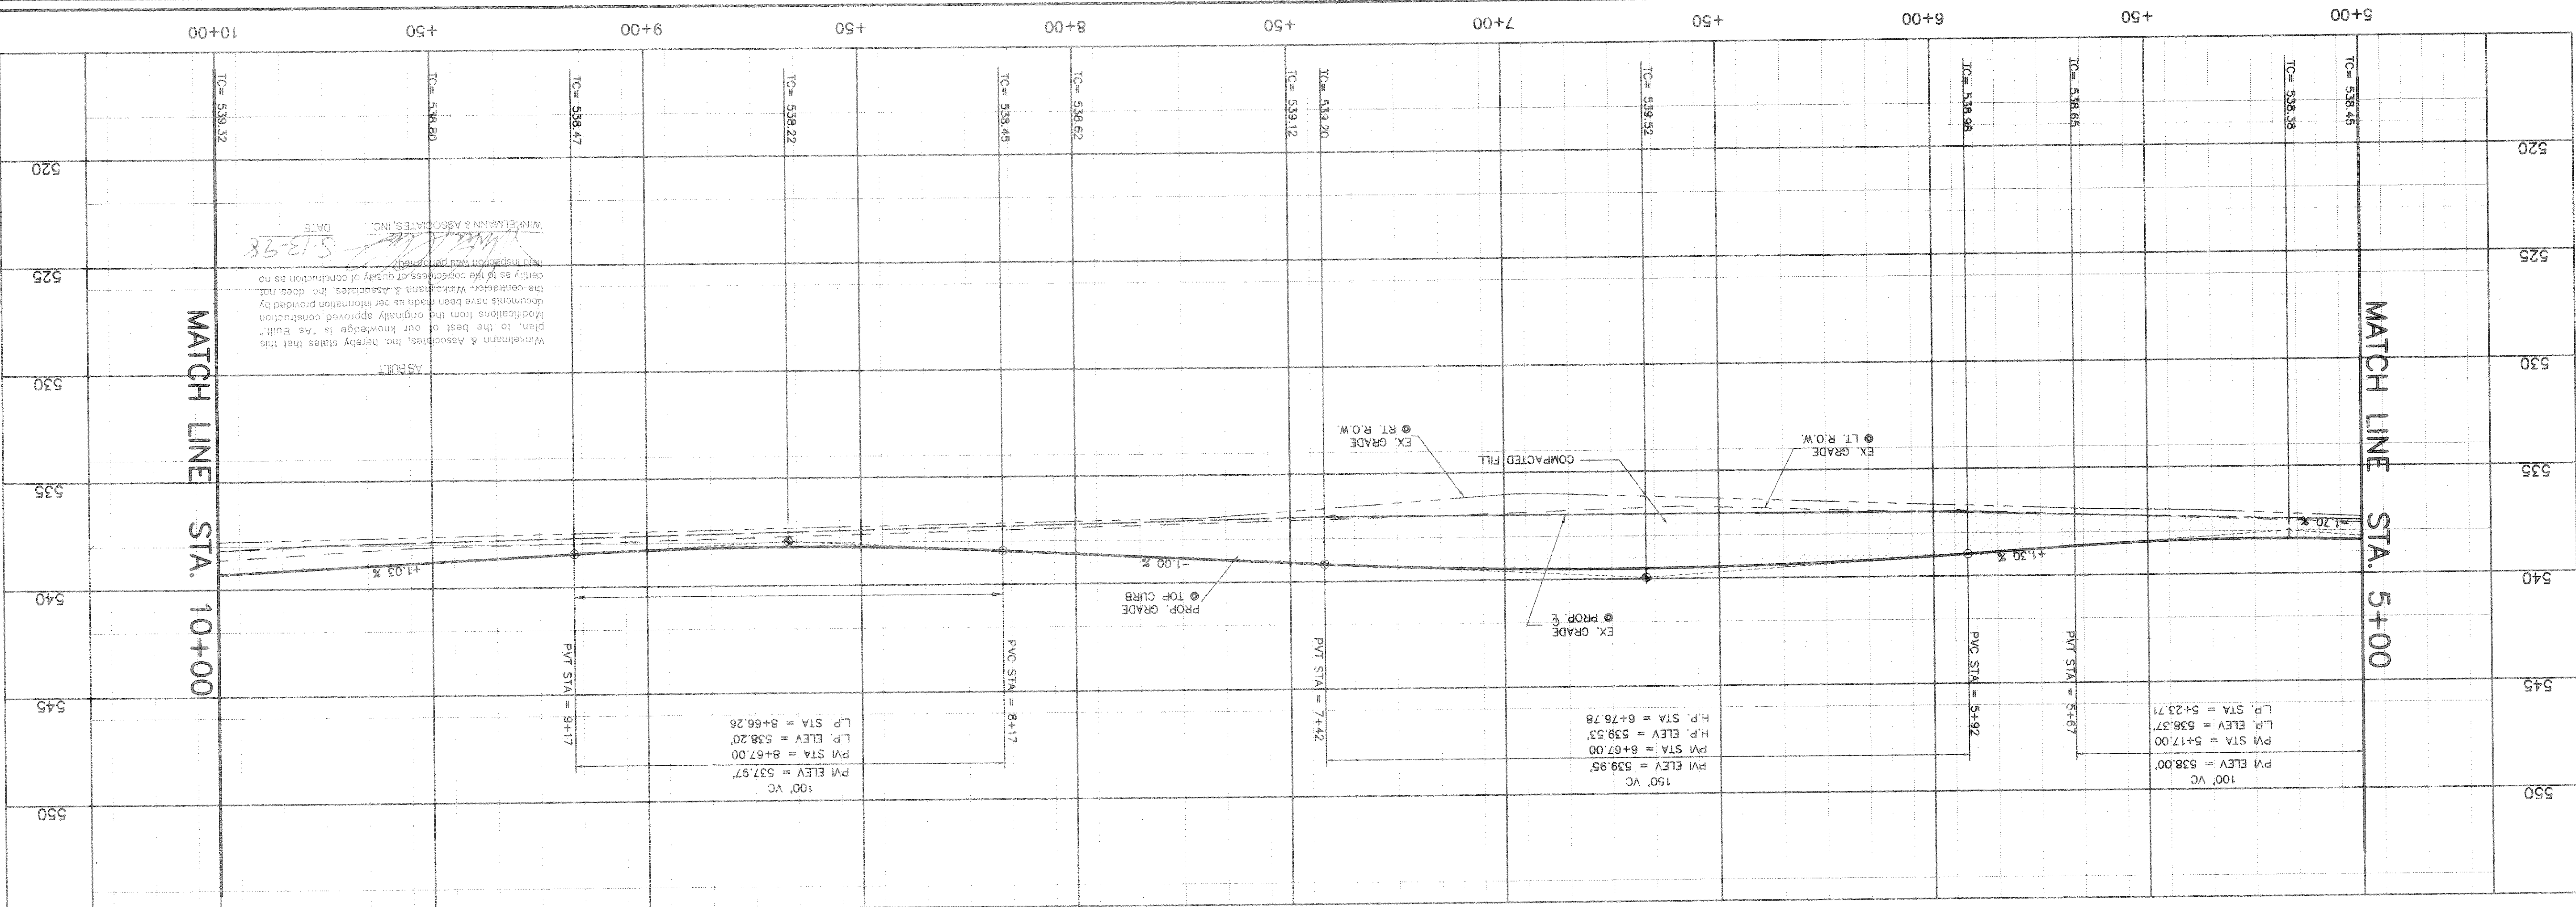 100' VC
PVI ELEV = 538.00'
PVI STA = 5+17.00
L.P. ELEV = 538.37'
L.P. STA = 5+23.71
150' VC
PVI ELEV = 539.95'
PVI STA = 6+67.00
H.P. ELEV = 539.53'
H.P. STA = 6+76.78
100' VC
PVI ELEV = 537.97'
PVI STA = 8+67.00
L.P. ELEV = 538.20'
L.P. STA = 8+66.26
550
550
545
545
540
540
535
535
530
530
525
525
520
520
MATCH LINE STA. 5+00
PVT STA = 5+67
PVC STA = 5+92
PVT STA = 7+42
PVC STA = 8+17
PVT STA = 9+17
MATCH LINE STA. 10+00
EX. GRADE
@ PROP. ℄
PROP. GRADE
@ TOP CURB
-1.70 %
+1.30 %
-1.00 %
+1.03 %
EX. GRADE
@ LT. R.O.W.
COMPACTED FILL
EX. GRADE
@ RT. R.O.W.
AS BUILT
Winkelmann & Associates, Inc. hereby states that this
plan, to the best of our knowledge is "As Built."
Modifications from the originally approved construction
documents have been made as per information provided by
the contractor. Winkelmann & Associates, Inc. does not
certify as to the correctness or quality of construction as no
field inspection was performed.
5-13-98
WINKELMANN & ASSOCIATES, INC. DATE
TC= 538.45
TC= 538.38
TC= 538.65
TC= 538.98
TC= 539.52
TC= 539.20
TC= 539.12
TC= 538.62
TC= 538.45
TC= 538.22
TC= 538.47
TC= 538.80
TC= 539.32
5+00
+50
6+00
+50
7+00
+50
8+00
+50
9+00
+50
10+00